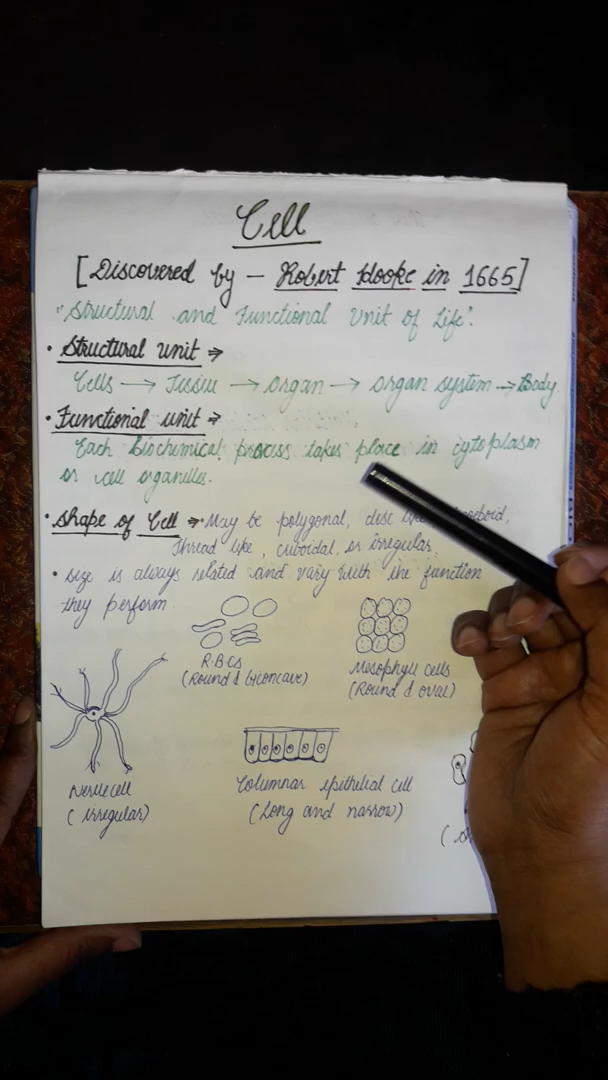 Cell
[Discovered by - Robert Hooke in 1665]
"Structural and Functional Unit of Life".
• Structural unit ⇒
Cells → Tissue → organ → organ system → Body.
• Functional unit ⇒
Each Biochemical process takes place in cytoplasm
or cell organelles.
• Shape of Cell ⇒ • May be polygonal, disc
Thread like, cuboidal, or irregular
• Size is always related and vary with the function
they perform.
R.B.Cs
(Round & biconcave)
Mesophyll cells
(Round & oval)
Nerve cell
(irregular)
Columnar epithelial cell
(Long and narrow)